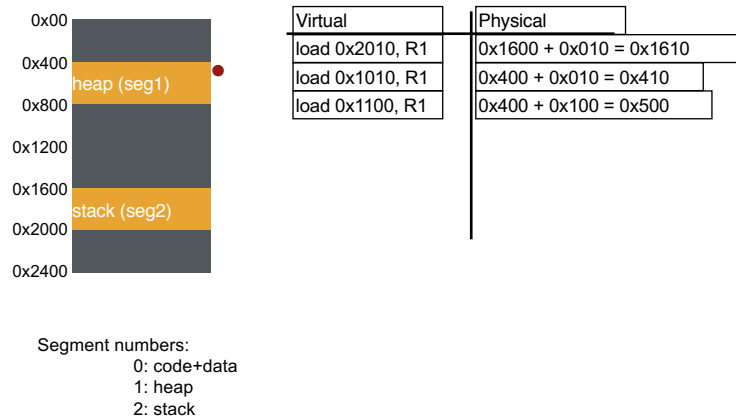 0x00
0x400
heap (seg1)
0x800
0x1200
0x1600
stack (seg2)
0x2000
0x2400
Virtual Physical
load 0x2010, R1 0x1600 + 0x010 = 0x1610
load 0x1010, R1 0x400 + 0x010 = 0x410
load 0x1100, R1 0x400 + 0x100 = 0x500
Segment numbers:
0: code+data
1: heap
2: stack